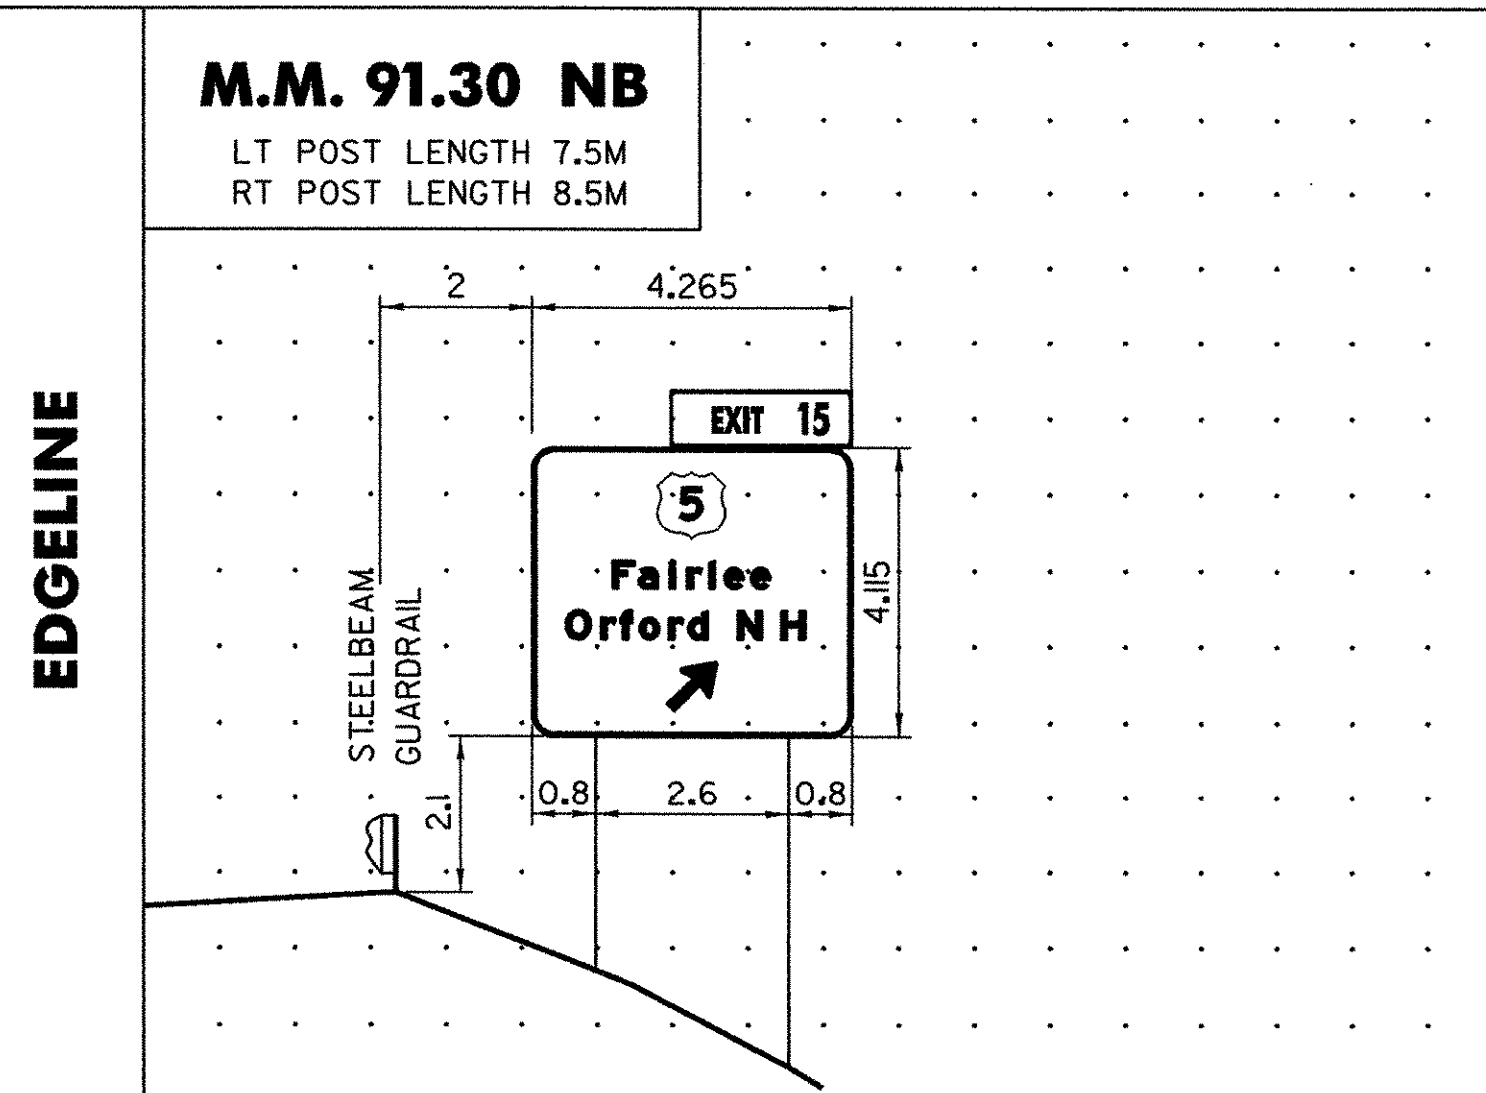 M.M. 91.30 NB
LT POST LENGTH 7.5M
RT POST LENGTH 8.5M
2
4.265
EXIT 15
5
Fairlee
Orford N H
4.115
EDGELINE
STEELBEAM
GUARDRAIL
2.1
0.8
2.6
0.8